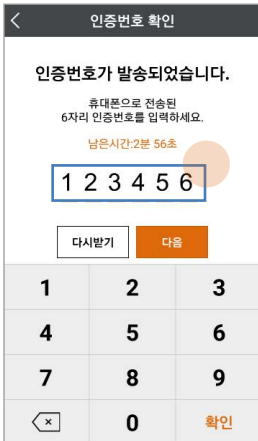 인증번호 확인
인증번호가 발송되었습니다.
휴대폰으로 전송된
6자리 인증번호를 입력하세요.
남은시간:2분 56초
1 2 3 4 5 6
다시받기 다음
1 2 3
4 5 6
7 8 9
0 확인